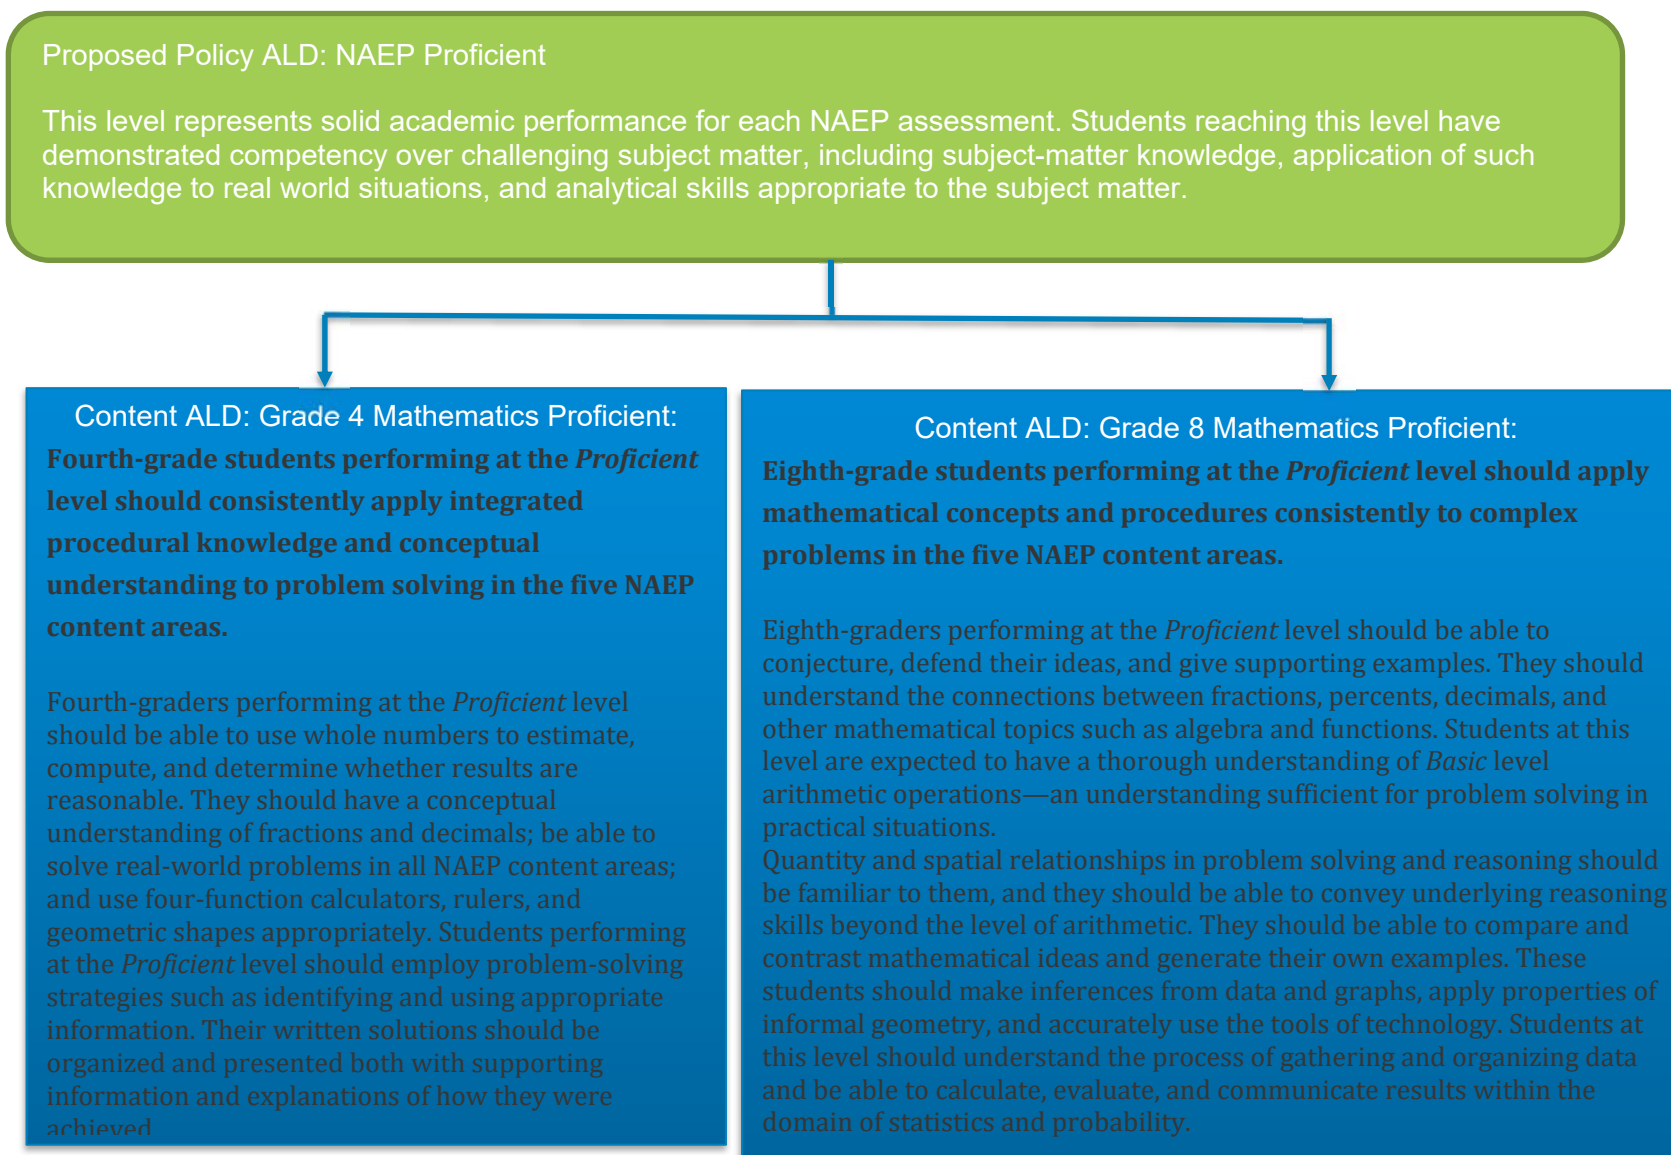 Proposed Policy ALD: NAEP Proficient
This level represents solid academic performance for each NAEP assessment. Students reaching this level have
demonstrated competency over challenging subject matter, including subject-matter knowledge, application of such
knowledge to real world situations, and analytical skills appropriate to the subject matter.
Content ALD: Grade 4 Mathematics Proficient:
Fourth-grade students performing at the Proficient
level should consistently apply integrated
procedural knowledge and conceptual
understanding to problem solving in the five NAEP
content areas.
Fourth-graders performing at the Proficient level
should be able to use whole numbers to estimate,
compute, and determine whether results are
reasonable. They should have a conceptual
understanding of fractions and decimals; be able to
solve real-world problems in all NAEP content areas;
and use four-function calculators, rulers, and
geometric shapes appropriately. Students performing
at the Proficient level should employ problem-solving
strategies such as identifying and using appropriate
information. Their written solutions should be
organized and presented both with supporting
information and explanations of how they were
achieved
Content ALD: Grade 8 Mathematics Proficient:
Eighth-grade students performing at the Proficient level should apply
mathematical concepts and procedures consistently to complex
problems in the five NAEP content areas.
Eighth-graders performing at the Proficient level should be able to
conjecture, defend their ideas, and give supporting examples. They should
understand the connections between fractions, percents, decimals, and
other mathematical topics such as algebra and functions. Students at this
level are expected to have a thorough understanding of Basic level
arithmetic operations—an understanding sufficient for problem solving in
practical situations.
Quantity and spatial relationships in problem solving and reasoning should
be familiar to them, and they should be able to convey underlying reasoning
skills beyond the level of arithmetic. They should be able to compare and
contrast mathematical ideas and generate their own examples. These
students should make inferences from data and graphs, apply properties of
informal geometry, and accurately use the tools of technology. Students at
this level should understand the process of gathering and organizing data
and be able to calculate, evaluate, and communicate results within the
domain of statistics and probability.